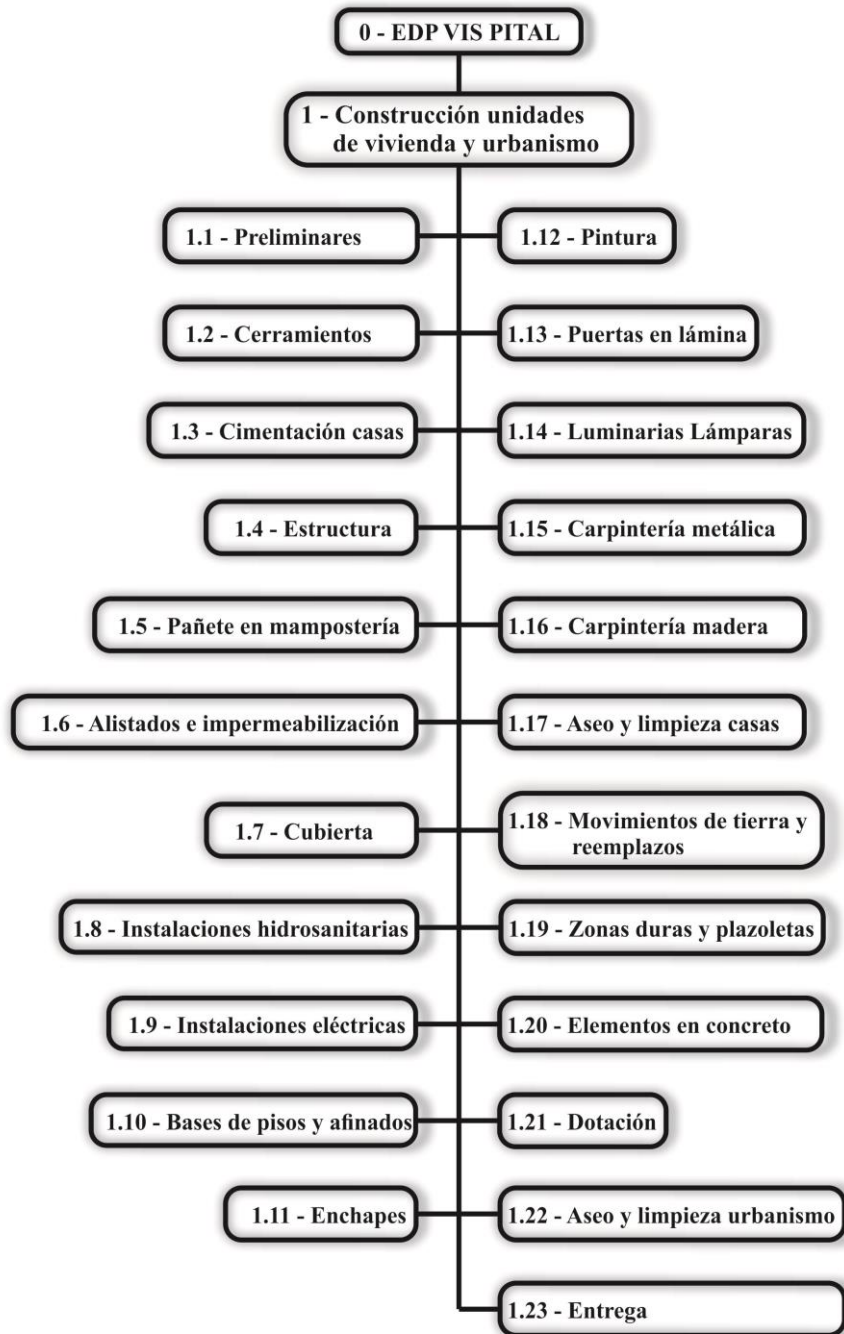 0 - EDP VIS PITAL
1 - Construcción unidades
de vivienda y urbanismo
1.1 - Preliminares
1.2 - Cerramientos
1.3 - Cimentación casas
1.4 - Estructura
1.5 - Pañete en mampostería
1.6 - Alistados e impermeabilización
1.7 - Cubierta
1.8 - Instalaciones hidrosanitarias
1.9 - Instalaciones eléctricas
1.10 - Bases de pisos y afinados
1.11 - Enchapes
1.12 - Pintura
1.13 - Puertas en lámina
1.14 - Luminarias Lámparas
1.15 - Carpintería metálica
1.16 - Carpintería madera
1.17 - Aseo y limpieza casas
1.18 - Movimientos de tierra y
reemplazos
1.19 - Zonas duras y plazoletas
1.20 - Elementos en concreto
1.21 - Dotación
1.22 - Aseo y limpieza urbanismo
1.23 - Entrega